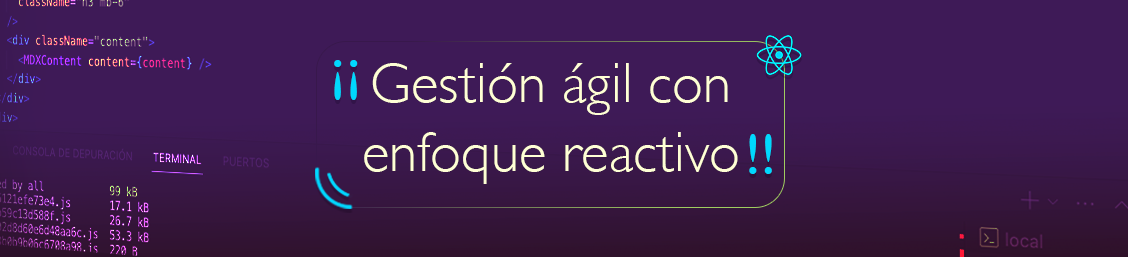 className="h3 mb-6"
/>
<div className="content">
<MDXContent content={content} />
</div>
/div>
iv>
¡¡ Gestión ágil con
enfoque reactivo!!
CONSOLA DE DEPURACIÓN TERMINAL PUERTOS
ed by all 99 kB
121efe73e4.js 17.1 kB
59c13d588f.js 26.7 kB
2d8d60e6d48aa6c.js 53.3 kB
220 B
local